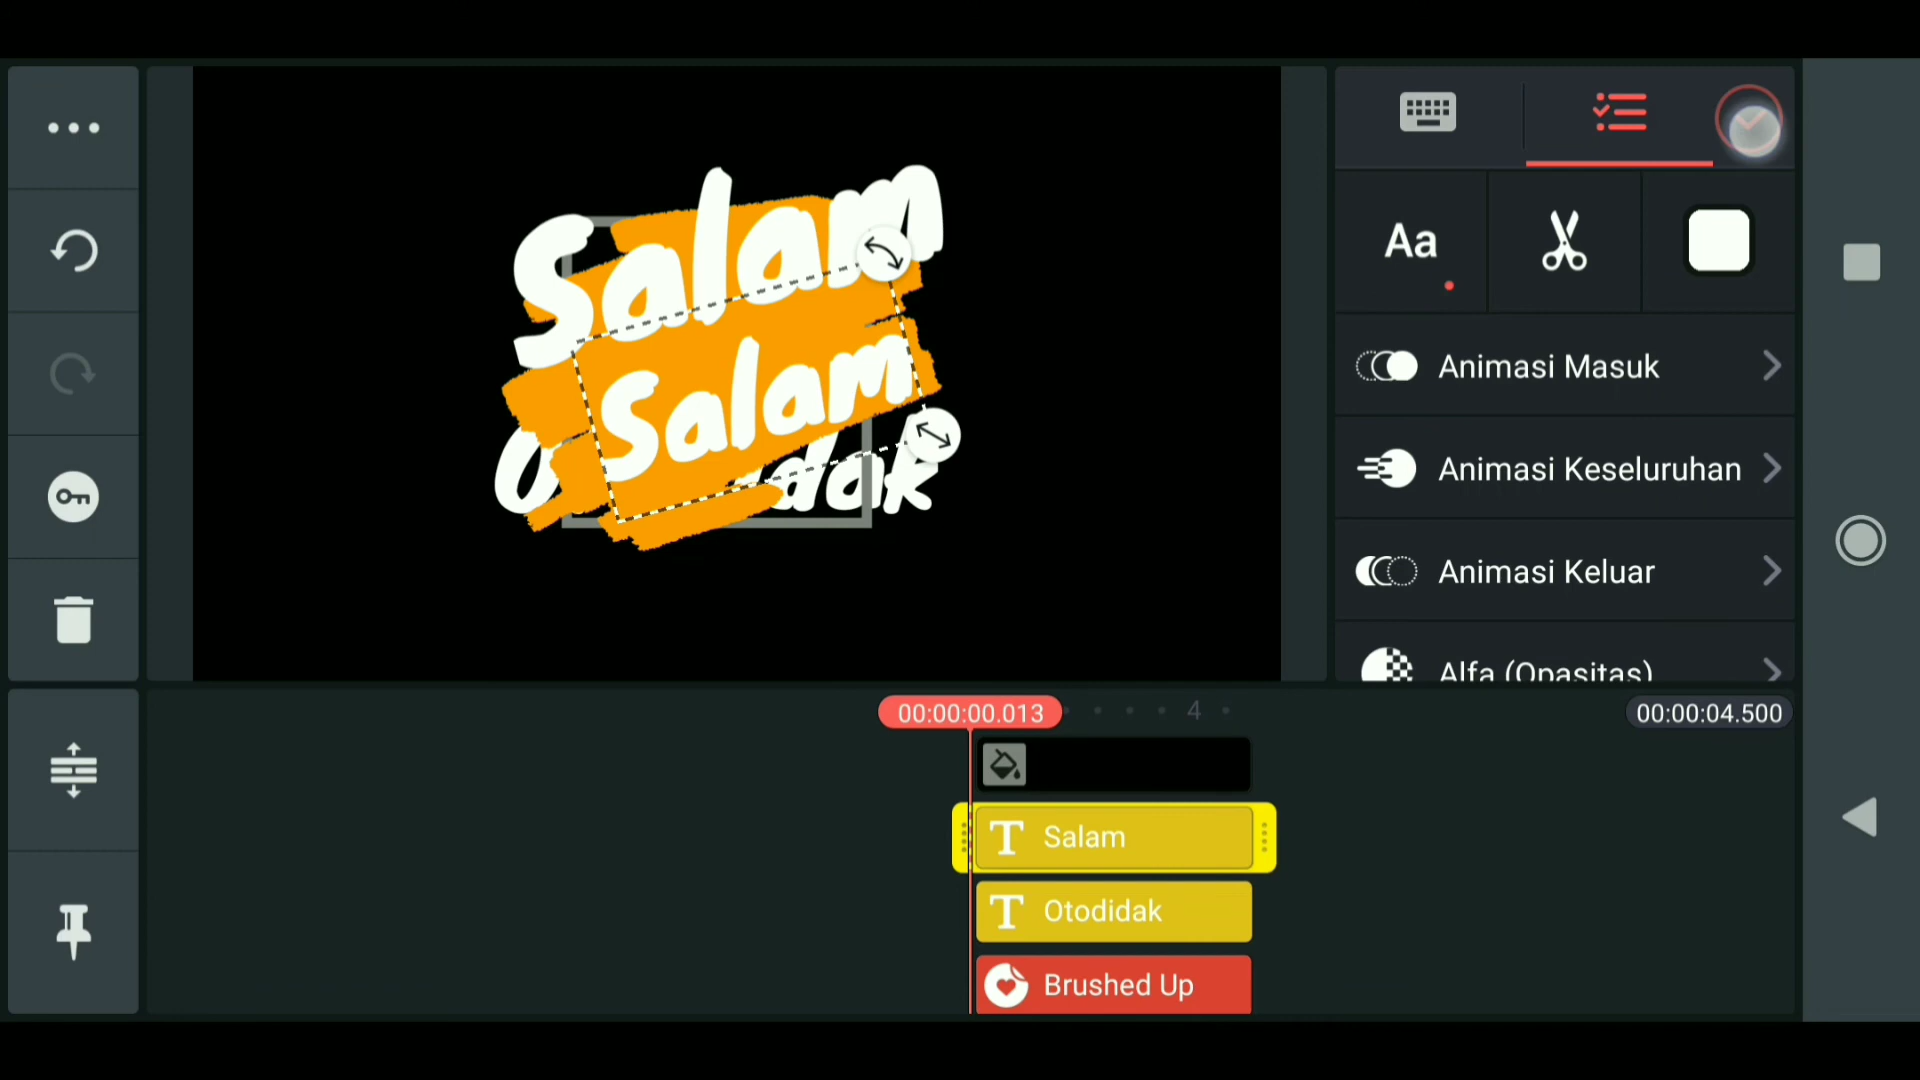 Salam
Salam
O dak
Aa
Animasi Masuk
Animasi Keseluruhan
Animasi Keluar
Alfa (Opasitas)
00:00:00.013
4
00:00:04.500
T Salam
T Otodidak
Brushed Up